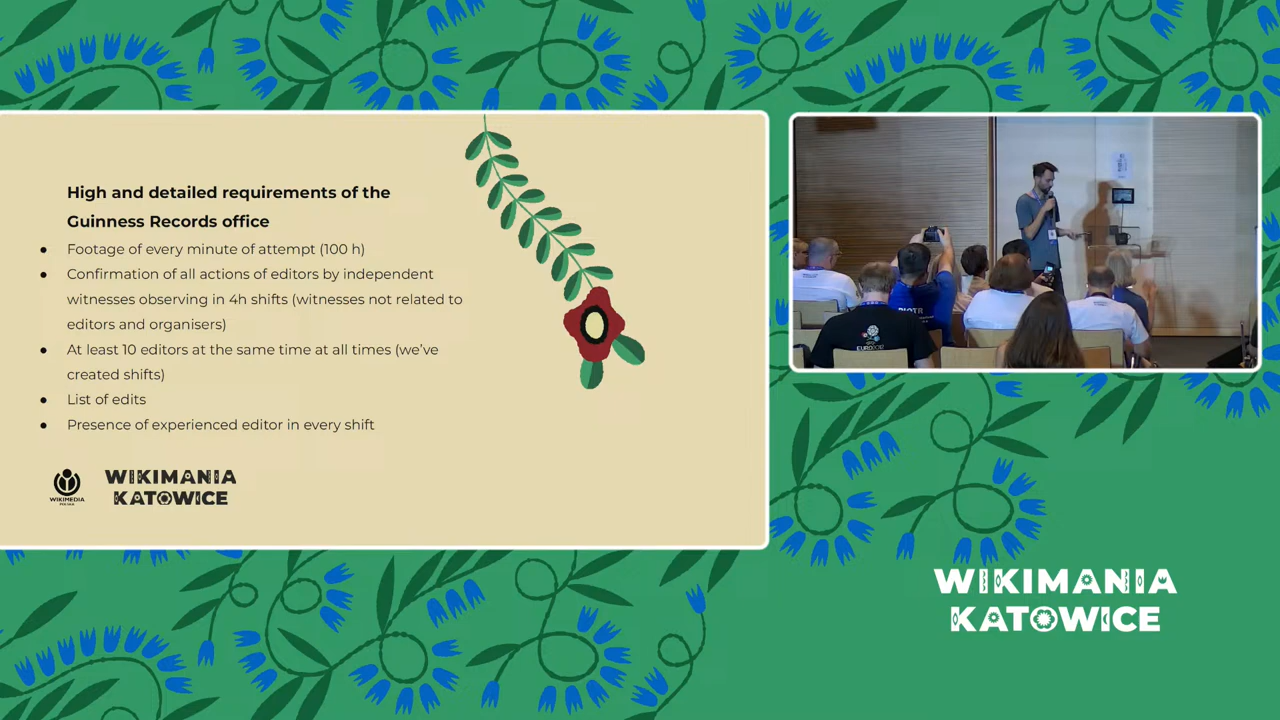 High and detailed requirements of the
Guinness Records office
● Footage of every minute of attempt (100 h)
● Confirmation of all actions of editors by independent
witnesses observing in 4h shifts (witnesses not related to
editors and organisers)
● At least 10 editors at the same time at all times (we've
created shifts)
● List of edits
● Presence of experienced editor in every shift
WIKIMEDIA
POLSKA
WIKIMANIA
KATOWICE
PIOTR
EURO2012
WIKIMANIA
KATOWICE